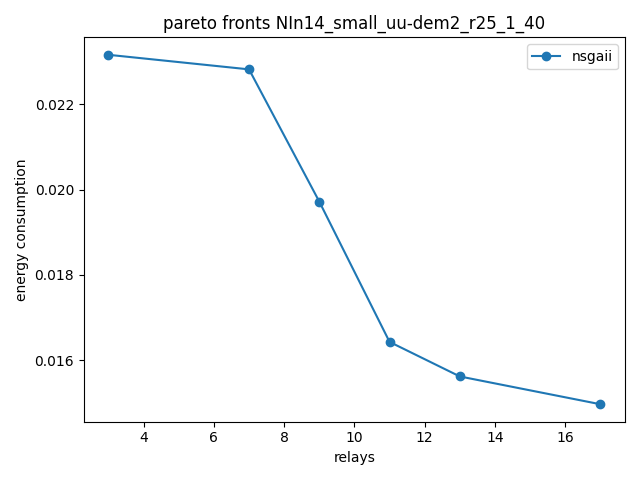 pareto fronts NIn14_small_uu-dem2_r25_1_40
nsgaii
energy consumption
0.022
0.020
0.018
0.016
4 6 8 10 12 14 16
relays